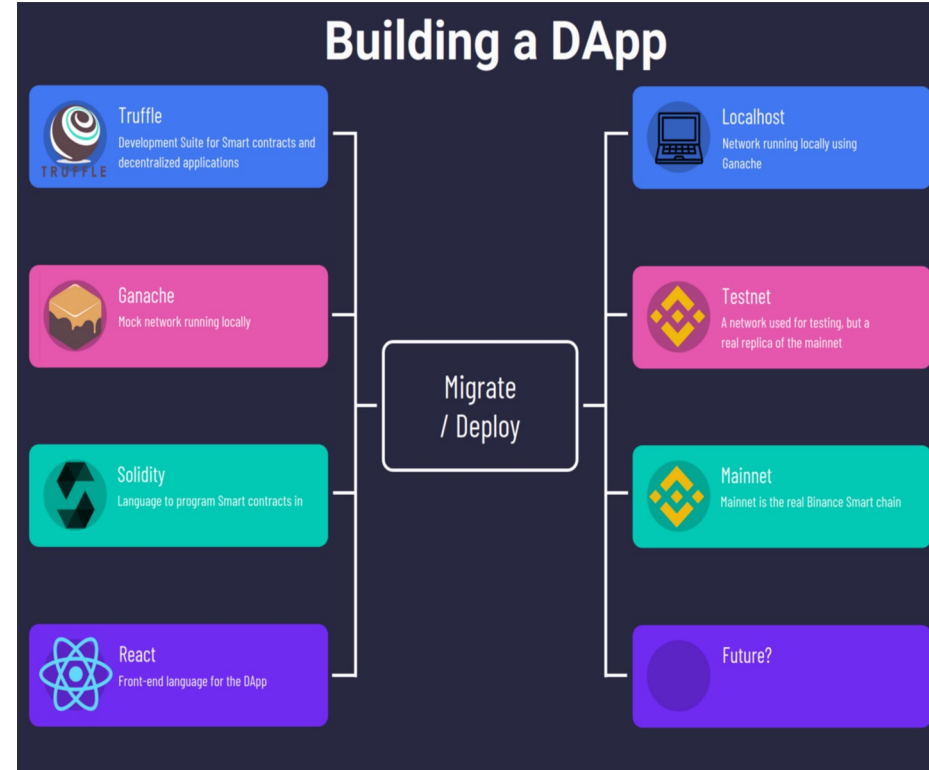 Building a DApp
Truffle
Development Suite for Smart contracts and
decentralized applications
TRUFFLE
Ganache
Mock network running locally
Solidity
Language to program Smart contracts in
React
Front-end language for the DApp
Migrate
/ Deploy
Localhost
Network running locally using
Ganache
Testnet
A network used for testing, but a
real replica of the mainnet
Mainnet
Mainnet is the real Binance Smart chain
Future?